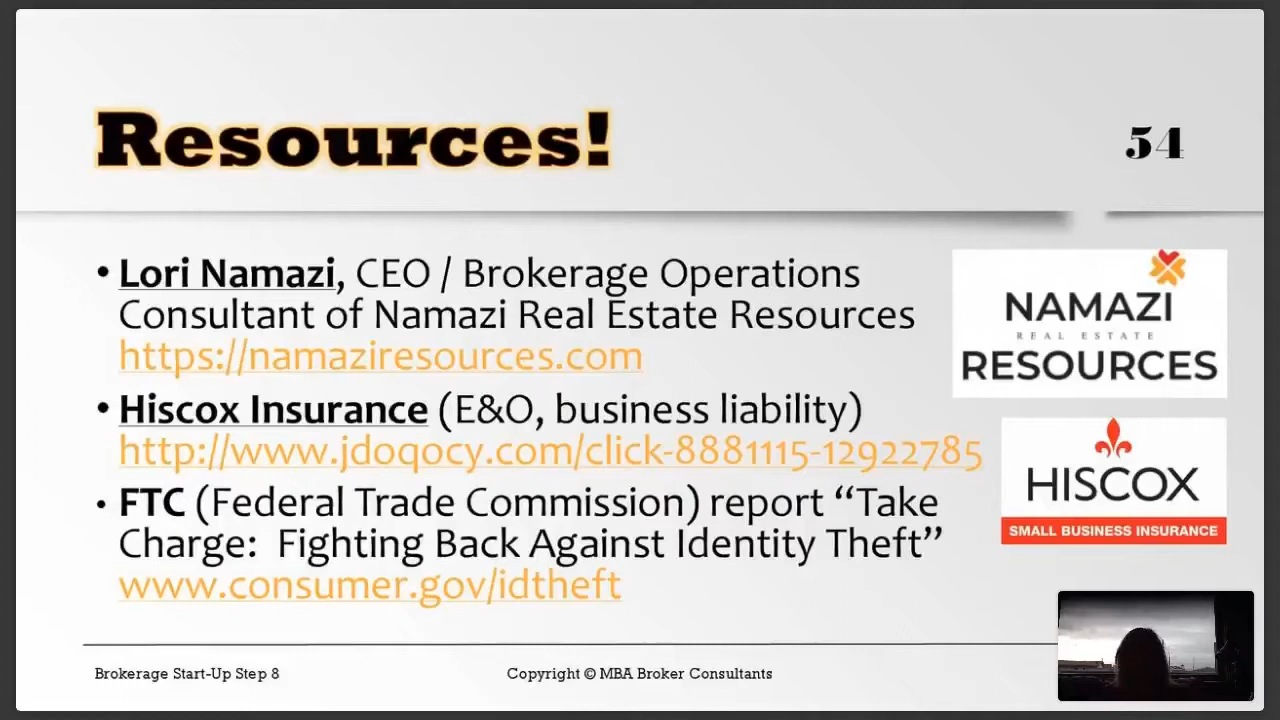 Resources!
54
• Lori Namazi, CEO / Brokerage Operations
Consultant of Namazi Real Estate Resources
https://namaziresources.com
• Hiscox Insurance (E&O, business liability)
http://www.jdoqocy.com/click-8881115-12922785
• FTC (Federal Trade Commission) report “Take
Charge:  Fighting Back Against Identity Theft”
www.consumer.gov/idtheft
NAMAZI
REAL ESTATE
RESOURCES
HISCOX
SMALL BUSINESS INSURANCE
Brokerage Start-Up Step 8
Copyright © MBA Broker Consultants